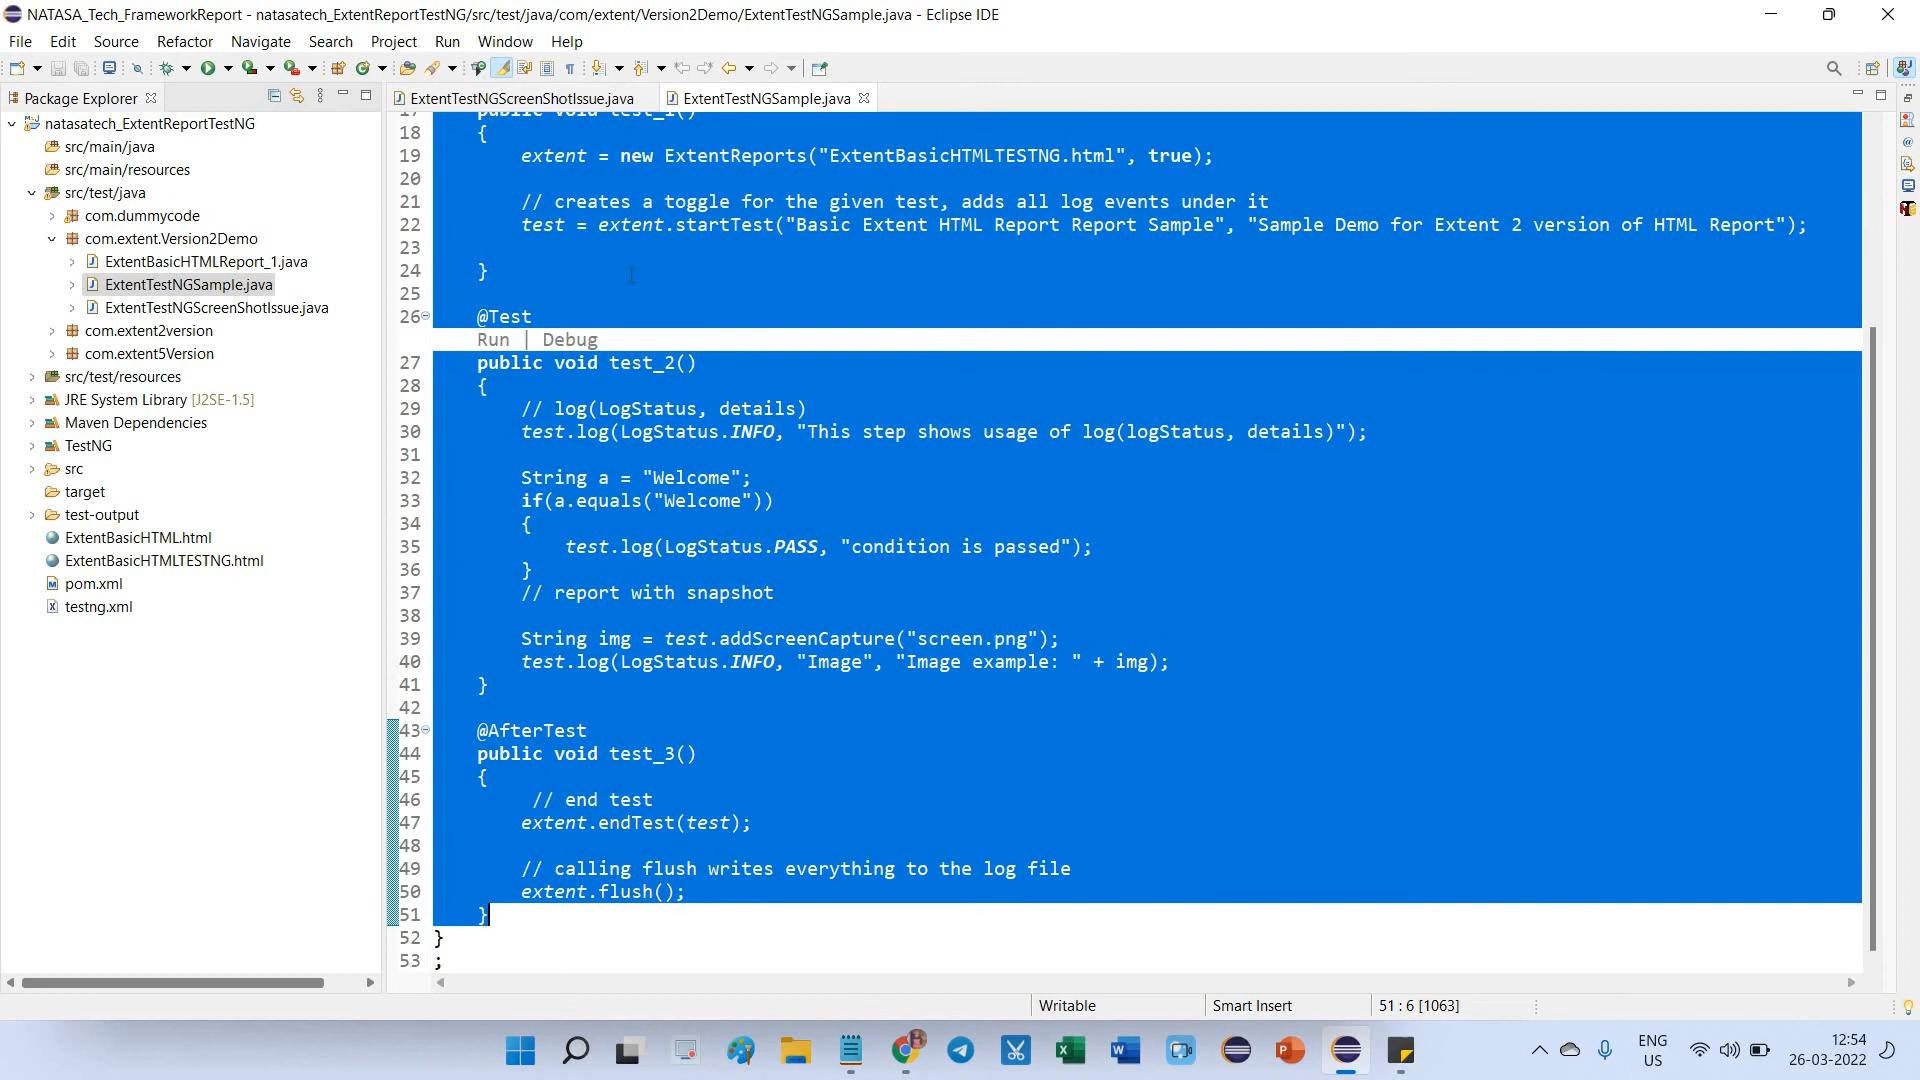 NATASA_Tech_FrameworkReport - natasatech_ExtentReportTestNG/src/test/java/com/extent/Version2Demo/ExtentTestNGSample.java - Eclipse IDE
File Edit Source Refactor Navigate Search Project Run Window Help
Package Explorer
ExtentTestNGScreenShotIssue.java
ExtentTestNGSample.java
natasatech_ExtentReportTestNG
src/main/java
src/main/resources
src/test/java
com.dummycode
com.extent.Version2Demo
ExtentBasicHTMLReport_1.java
ExtentTestNGSample.java
ExtentTestNGScreenShotIssue.java
com.extent2version
com.extent5Version
src/test/resources
JRE System Library [J2SE-1.5]
Maven Dependencies
TestNG
src
target
test-output
ExtentBasicHTML.html
ExtentBasicHTMLTESTNG.html
pom.xml
testng.xml
17 public void test_1()
18 {
19 extent = new ExtentReports("ExtentBasicHTMLTESTNG.html", true);
20
21 // creates a toggle for the given test, adds all log events under it
22 test = extent.startTest("Basic Extent HTML Report Report Sample", "Sample Demo for Extent 2 version of HTML Report");
23
24 }
25
26 @Test
Run | Debug
27 public void test_2()
28 {
29 // log(LogStatus, details)
30 test.log(LogStatus.INFO, "This step shows usage of log(logStatus, details)");
31
32 String a = "Welcome";
33 if(a.equals("Welcome"))
34 {
35 test.log(LogStatus.PASS, "condition is passed");
36 }
37 // report with snapshot
38
39 String img = test.addScreenCapture("screen.png");
40 test.log(LogStatus.INFO, "Image", "Image example: " + img);
41 }
42
43 @AfterTest
44 public void test_3()
45 {
46 // end test
47 extent.endTest(test);
48
49 // calling flush writes everything to the log file
50 extent.flush();
51 }
52 }
53 ;
Writable
Smart Insert
51 : 6 [1063]
ENG
US
12:54
26-03-2022